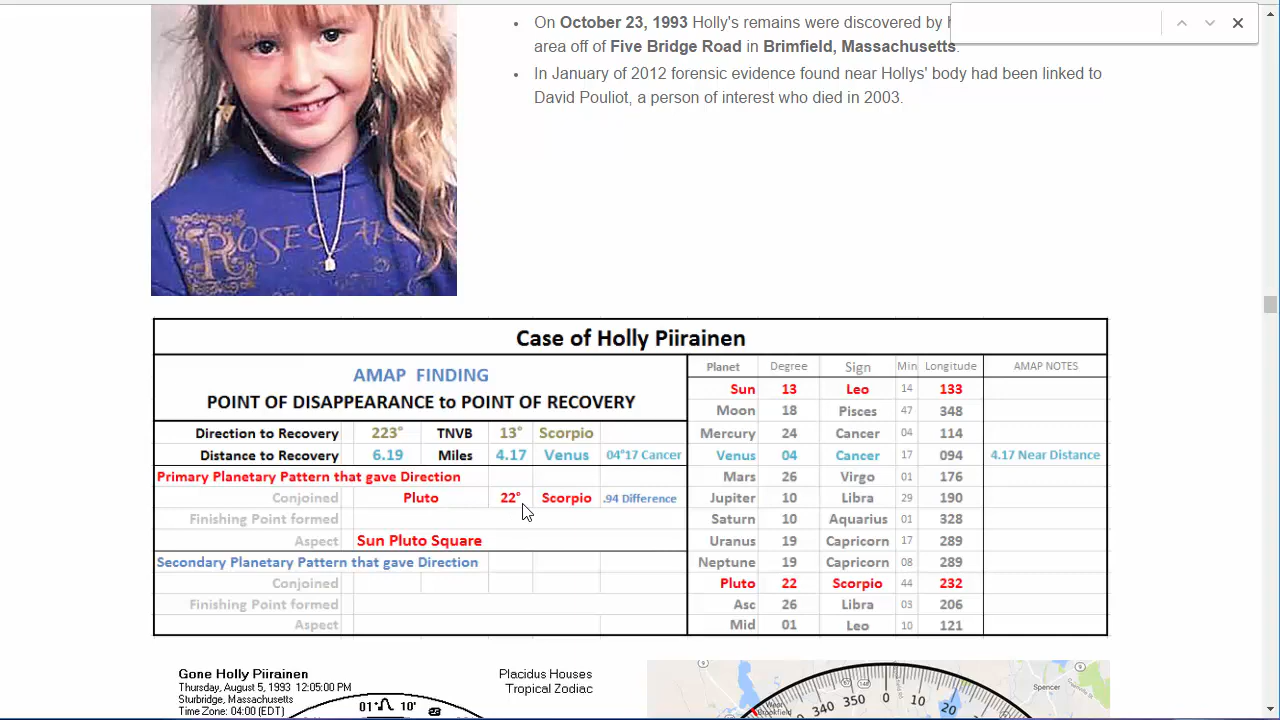 On October 23, 1993 Holly's remains were discovered by
area off of Five Bridge Road in Brimfield, Massachusetts.
In January of 2012 forensic evidence found near Hollys' body had been linked to
David Pouliot, a person of interest who died in 2003.
ROSES ARE
R
Case of Holly Piirainen
AMAP FINDING
POINT OF DISAPPEARANCE to POINT OF RECOVERY
Direction to Recovery 223° TNVB 13° Scorpio
Distance to Recovery 6.19 Miles 4.17 Venus 04°17 Cancer
Primary Planetary Pattern that gave Direction
Conjoined Pluto 22° Scorpio .94 Difference
Finishing Point formed
Aspect Sun Pluto Square
Secondary Planetary Pattern that gave Direction
Conjoined
Finishing Point formed
Aspect
Planet Degree Sign Min Longitude AMAP NOTES
Sun 13 Leo 14 133
Moon 18 Pisces 47 348
Mercury 24 Cancer 04 114
Venus 04 Cancer 17 094 4.17 Near Distance
Mars 26 Virgo 01 176
Jupiter 10 Libra 29 190
Saturn 10 Aquarius 01 328
Uranus 19 Capricorn 17 289
Neptune 19 Capricorn 08 289
Pluto 22 Scorpio 44 232
Asc 26 Libra 03 206
Mid 01 Leo 10 121
Gone Holly Piirainen
Thursday, August 5, 1993 12:05:00 PM
Sturbridge, Massachusetts
Time Zone: 04:00 (EDT)
Placidus Houses
Tropical Zodiac
01° 10'
West
Brookfield
Spencer
340 350 0 10 20